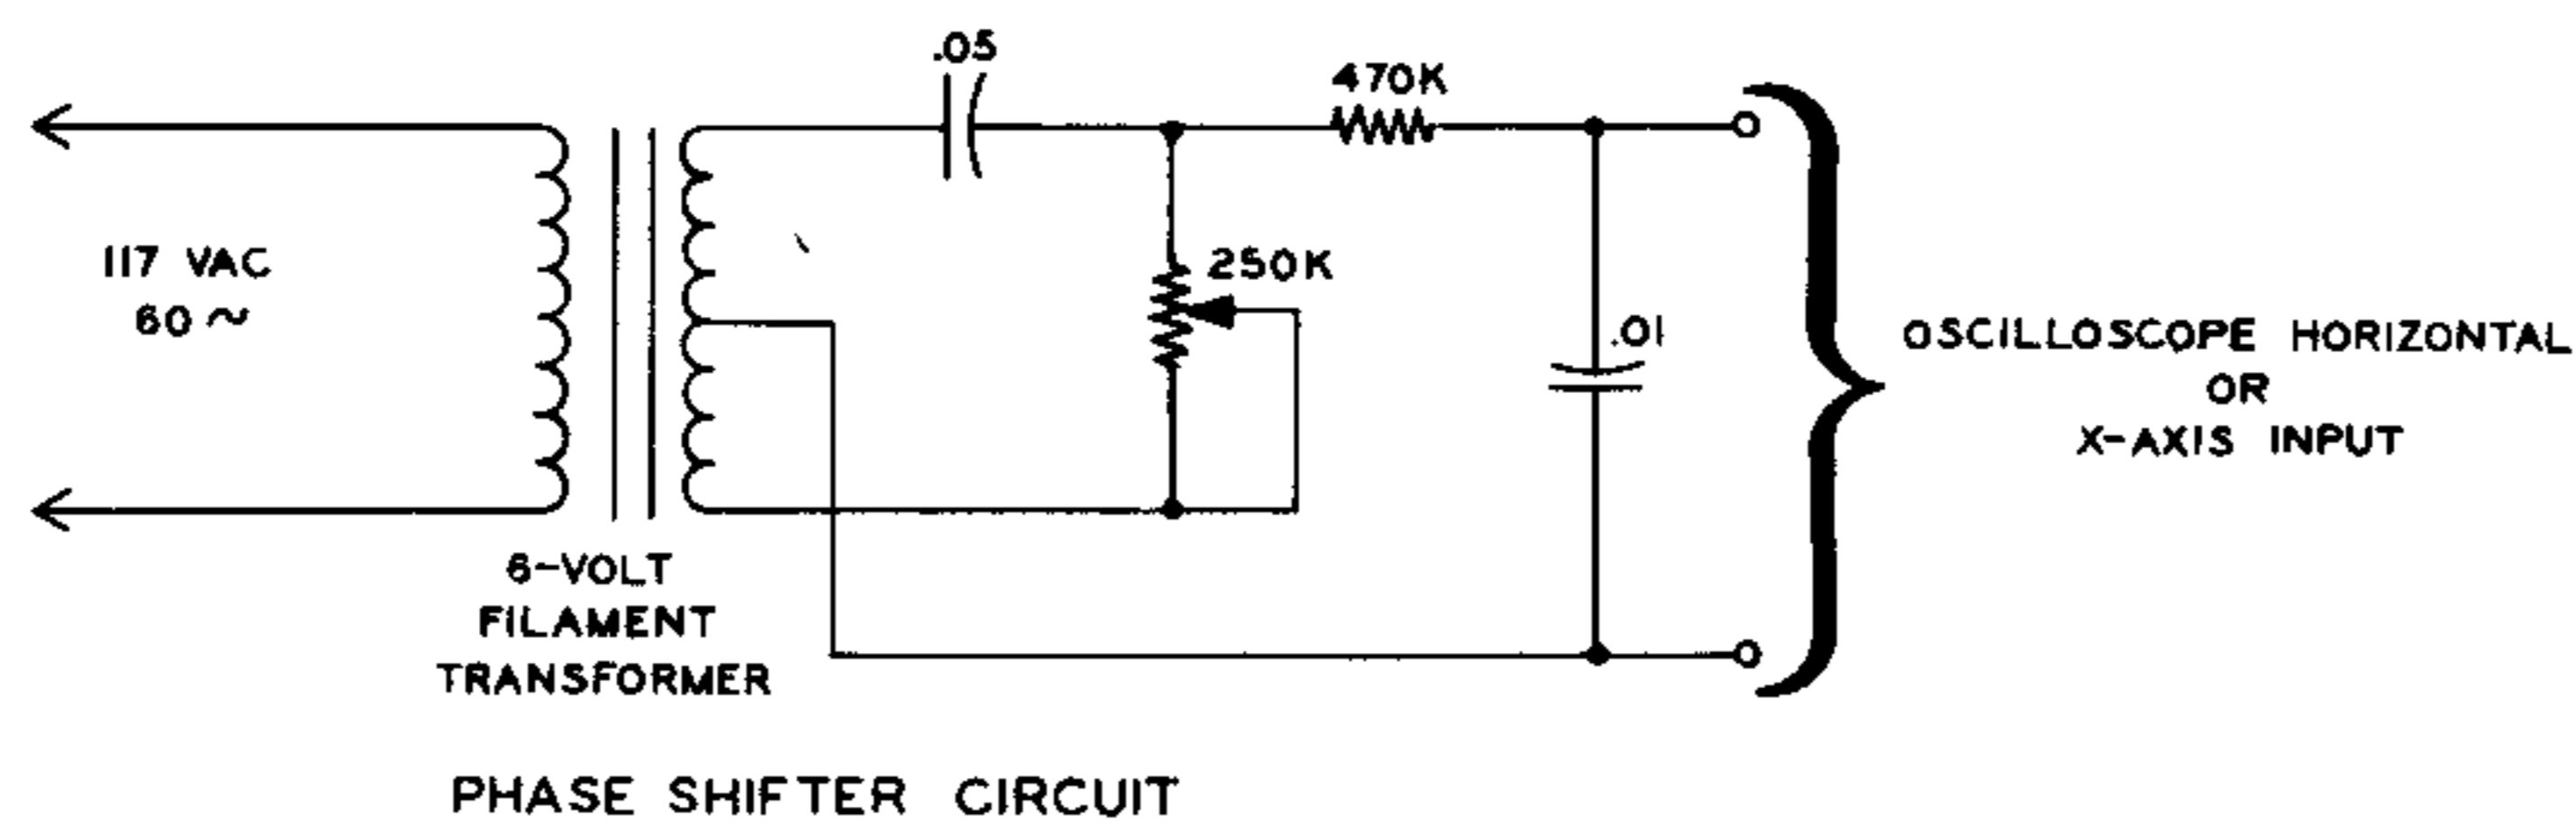 .05
470K
117 VAC
60 ~
250K
.01
OSCILLOSCOPE HORIZONTAL
OR
X-AXIS INPUT
6-VOLT
FILAMENT
TRANSFORMER
PHASE SHIFTER CIRCUIT